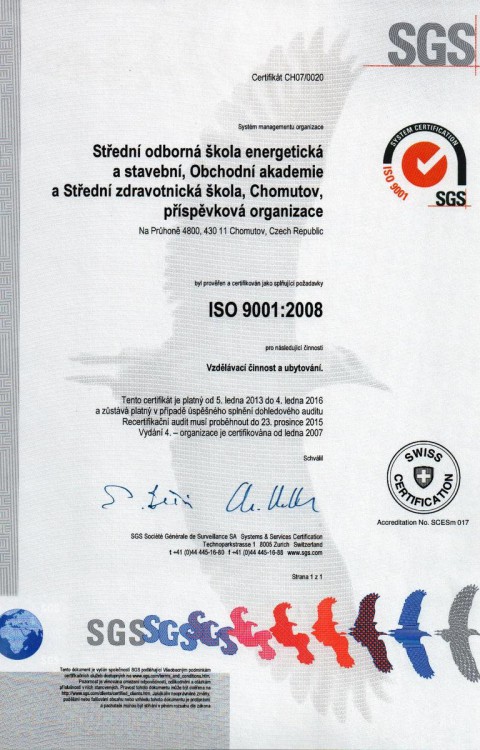 SGS
Certifikát CH07/0020
Systém managementu organizace
Střední odborná škola energetická
a stavební, Obchodní akademie
a Střední zdravotnická škola, Chomutov,
příspěvková organizace
Na Průhoně 4800, 430 11 Chomutov, Czech Republic
SYSTEM CERTIFICATION
ISO 9001
SGS
byl prověřen a certifikován jako splňující požadavky
ISO 9001:2008
pro následující činnosti
Vzdělávací činnost a ubytování.
Tento certifikát je platný od 5. ledna 2013 do 4. ledna 2016
a zůstává platný v případě úspěšného splnění dohledového auditu
Recertifikační audit musí proběhnout do 23. prosince 2015
Vydání 4. – organizace je certifikována od ledna 2007
Schválil
SWISS
CERTIFICATION
Accreditation No. SCESm 017
SGS Société Générale de Surveillance SA Systems & Services Certification
Technoparkstrasse 1 8005 Zurich Switzerland
t +41 (0)44 445-16-80 f +41 (0)44 445-16-88 www.sgs.com
Strana 1 z 1
SGS SGS SGS